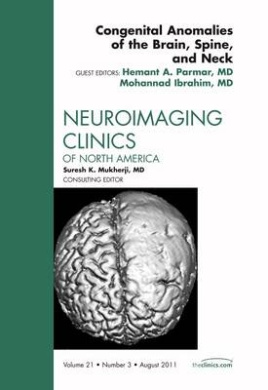 Congenital Anomalies
of the Brain, Spine,
and Neck
GUEST EDITORS: Hemant A. Parmar, MD
Mohannad Ibrahim, MD
NEUROIMAGING
CLINICS
OF NORTH AMERICA
Suresh K. Mukherji, MD
CONSULTING EDITOR
Volume 21 • Number 3 • August 2011
theclinics.com